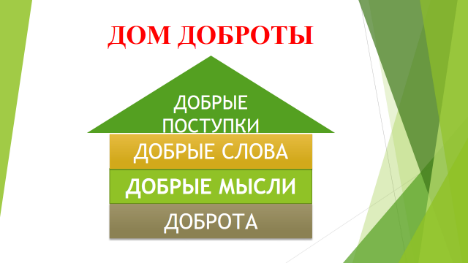 ДОМ ДОБРОТЫ
ДОБРЫЕ
ПОСТУПКИ
ДОБРЫЕ СЛОВА
ДОБРЫЕ МЫСЛИ
ДОБРОТА